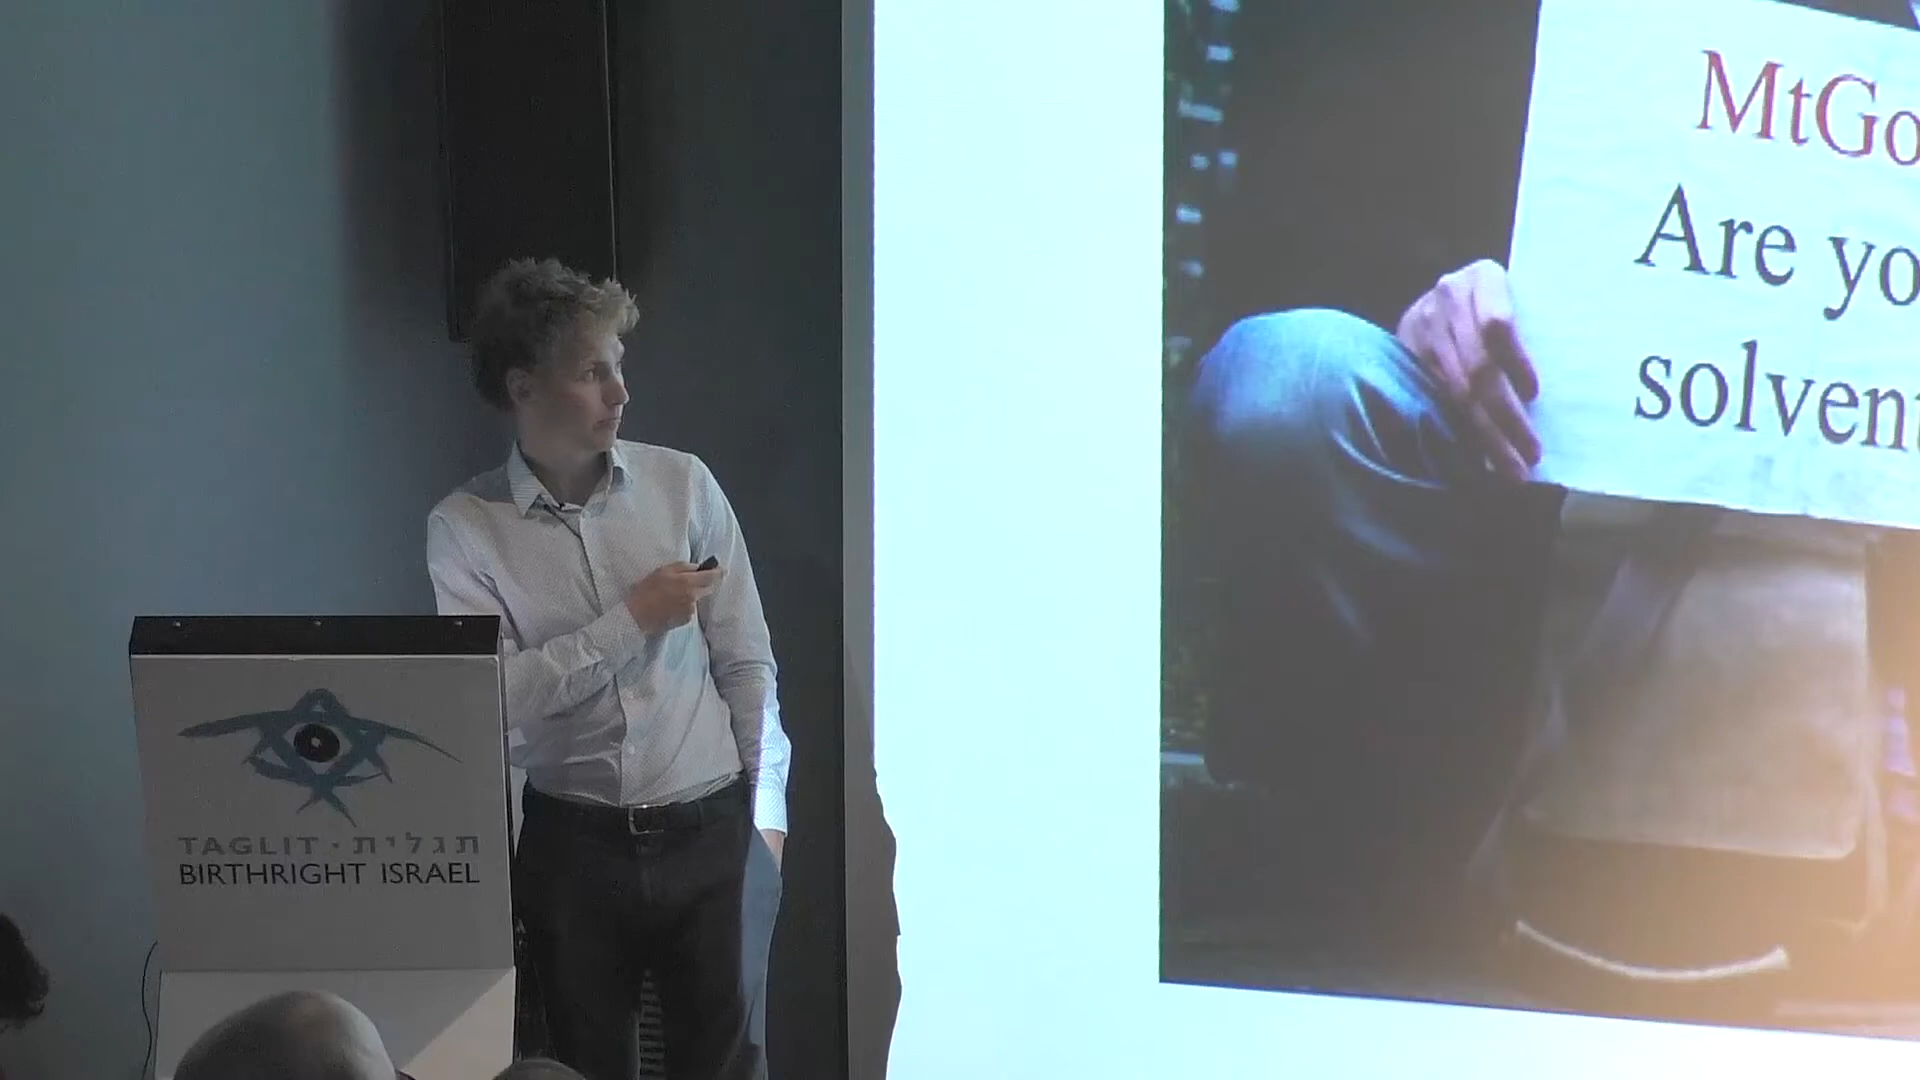 TAGLIT · תגלית
BIRTHRIGHT ISRAEL
MtGo
Are yo
solvent